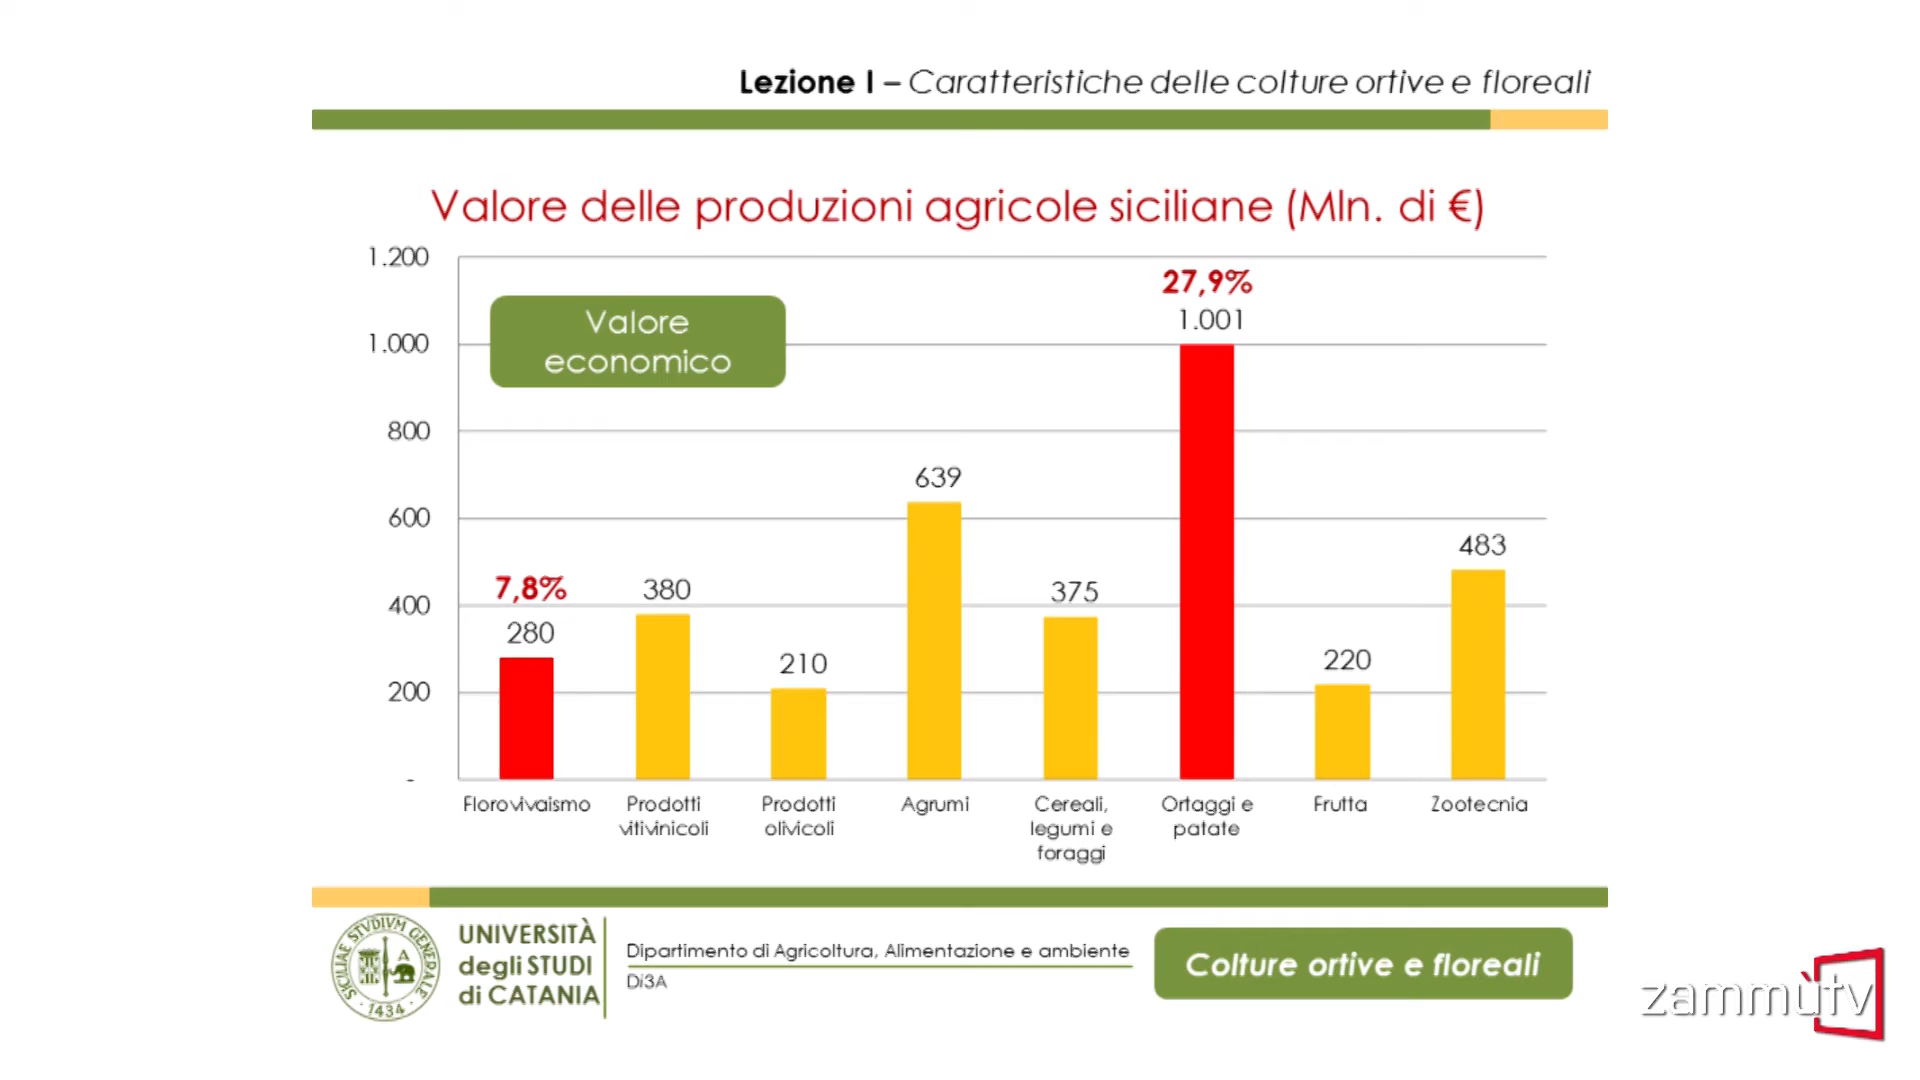 Lezione I – Caratteristiche delle colture ortive e floreali
Valore delle produzioni agricole siciliane (Mln. di €)
1.200
1.000
800
600
400
200
-
Valore
economico
7,8%
280
380
210
639
375
27,9%
1.001
220
483
Florovivaismo
Prodotti
vitivinicoli
Prodotti
olivicoli
Agrumi
Cereali,
legumi e
foraggi
Ortaggi e
patate
Frutta
Zootecnia
SICILIAE STVDIVM GENERALE
A
1434
UNIVERSITÀ
degli STUDI
di CATANIA
Dipartimento di Agricoltura, Alimentazione e ambiente
Di3A
Colture ortive e floreali
zammùtv